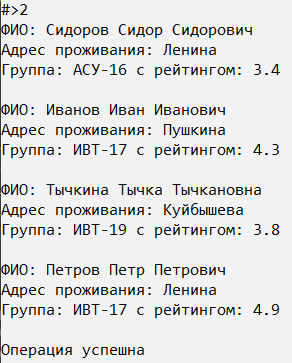 #>2
ФИО: Сидоров Сидор Сидорович
Адрес проживания: Ленина
Группа: АСУ-16 с рейтингом: 3.4
ФИО: Иванов Иван Иванович
Адрес проживания: Пушкина
Группа: ИВТ-17 с рейтингом: 4.3
ФИО: Тычкина Тычка Тычкановна
Адрес проживания: Куйбышева
Группа: ИВТ-19 с рейтингом: 3.8
ФИО: Петров Петр Петрович
Адрес проживания: Ленина
Группа: ИВТ-17 с рейтингом: 4.9
Операция успешна